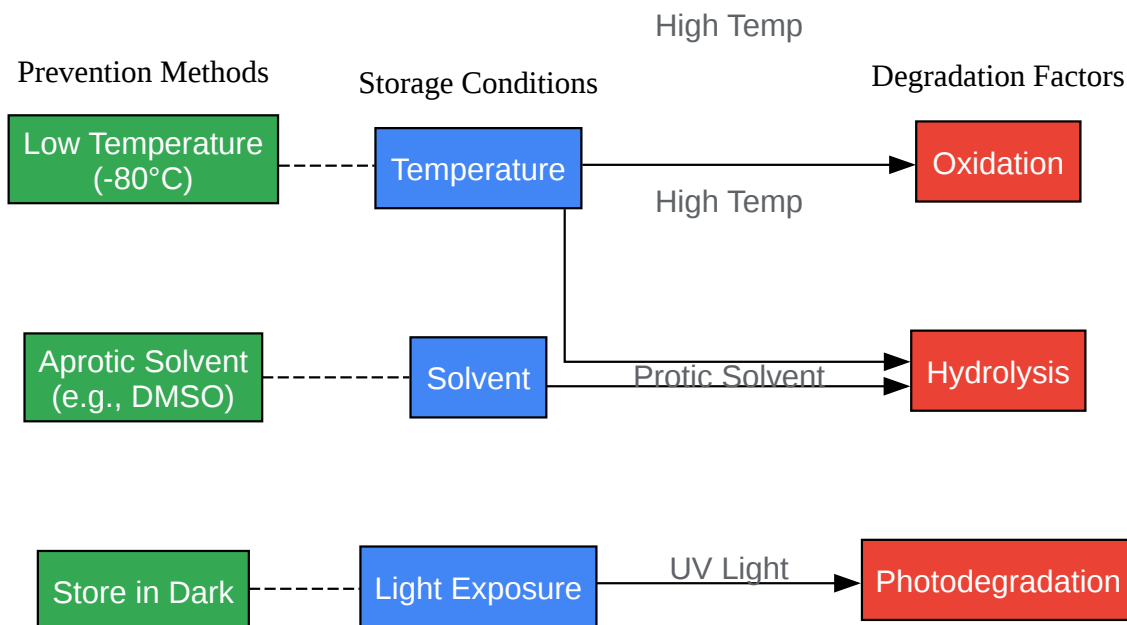 High Temp
Prevention Methods
Storage Conditions
Degradation Factors
Low Temperature
(-80°C)
Temperature
Oxidation
High Temp
Aprotic Solvent
(e.g., DMSO)
Solvent
Protic Solvent
Hydrolysis
Store in Dark
Light Exposure
UV Light
Photodegradation